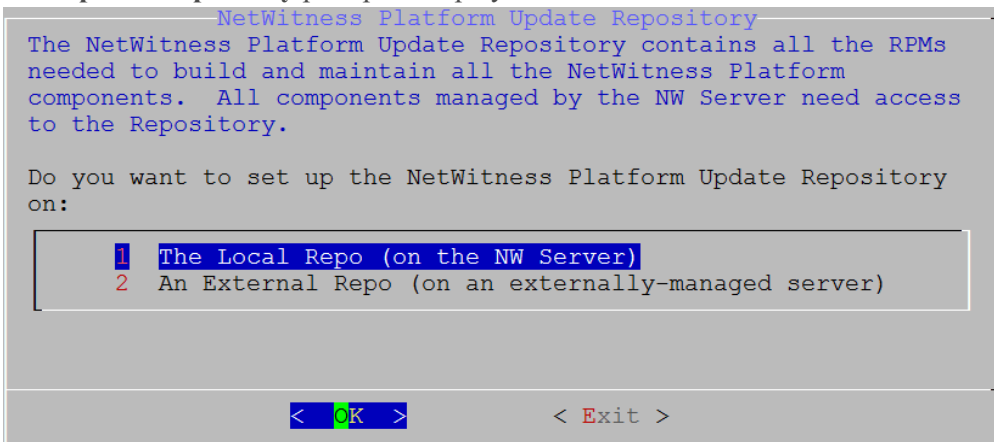 NetWitness Platform Update Repository
The NetWitness Platform Update Repository contains all the RPMs
needed to build and maintain all the NetWitness Platform
components.  All components managed by the NW Server need access
to the Repository.
Do you want to set up the NetWitness Platform Update Repository
on:
1  The Local Repo (on the NW Server)
2  An External Repo (on an externally-managed server)
<  OK  >          < Exit >